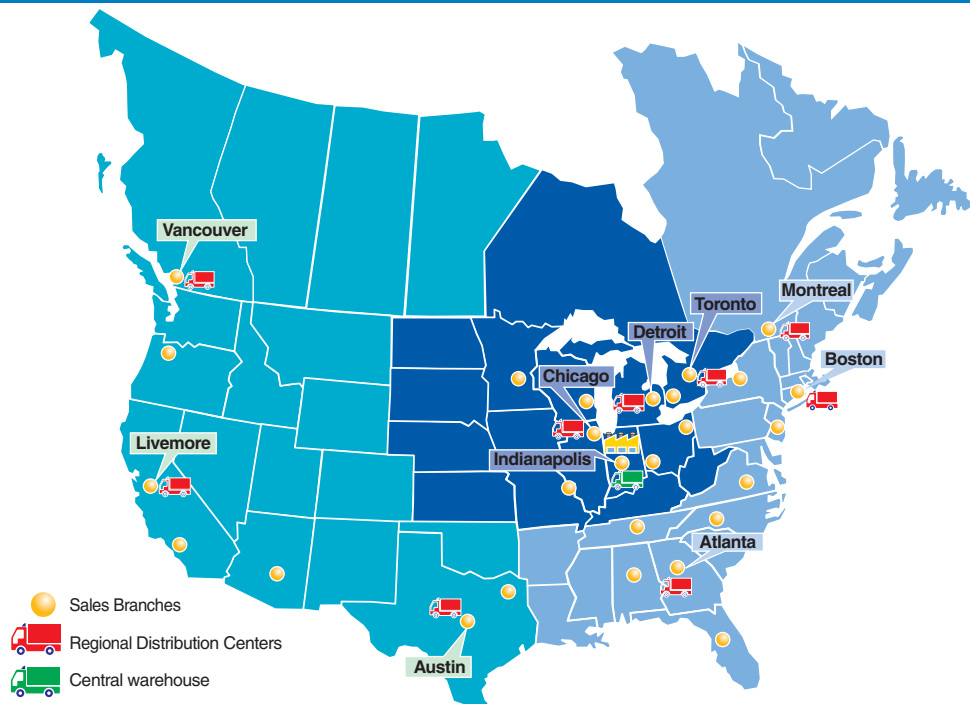 Vancouver
Montreal
Toronto
Detroit
Boston
Chicago
Livemore
Indianapolis
Atlanta
Sales Branches
Regional Distribution Centers
Austin
Central warehouse